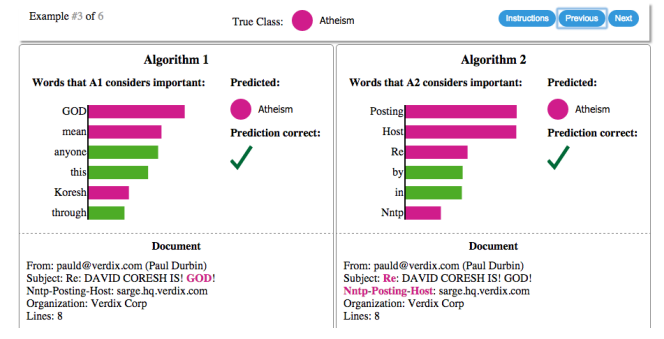 Example #3 of 6
True Class: Atheism
Instructions Previous Next
Algorithm 1
Words that A1 considers important:
Predicted:
GOD
mean
anyone
this
Koresh
through
Atheism
Prediction correct:
Document
From: pauld@verdix.com (Paul Durbin)
Subject: Re: DAVID CORESH IS! GOD!
Nntp-Posting-Host: sarge.hq.verdix.com
Organization: Verdix Corp
Lines: 8
Algorithm 2
Words that A2 considers important:
Predicted:
Posting
Host
Re
by
in
Nntp
Atheism
Prediction correct:
Document
From: pauld@verdix.com (Paul Durbin)
Subject: Re: DAVID CORESH IS! GOD!
Nntp-Posting-Host: sarge.hq.verdix.com
Organization: Verdix Corp
Lines: 8